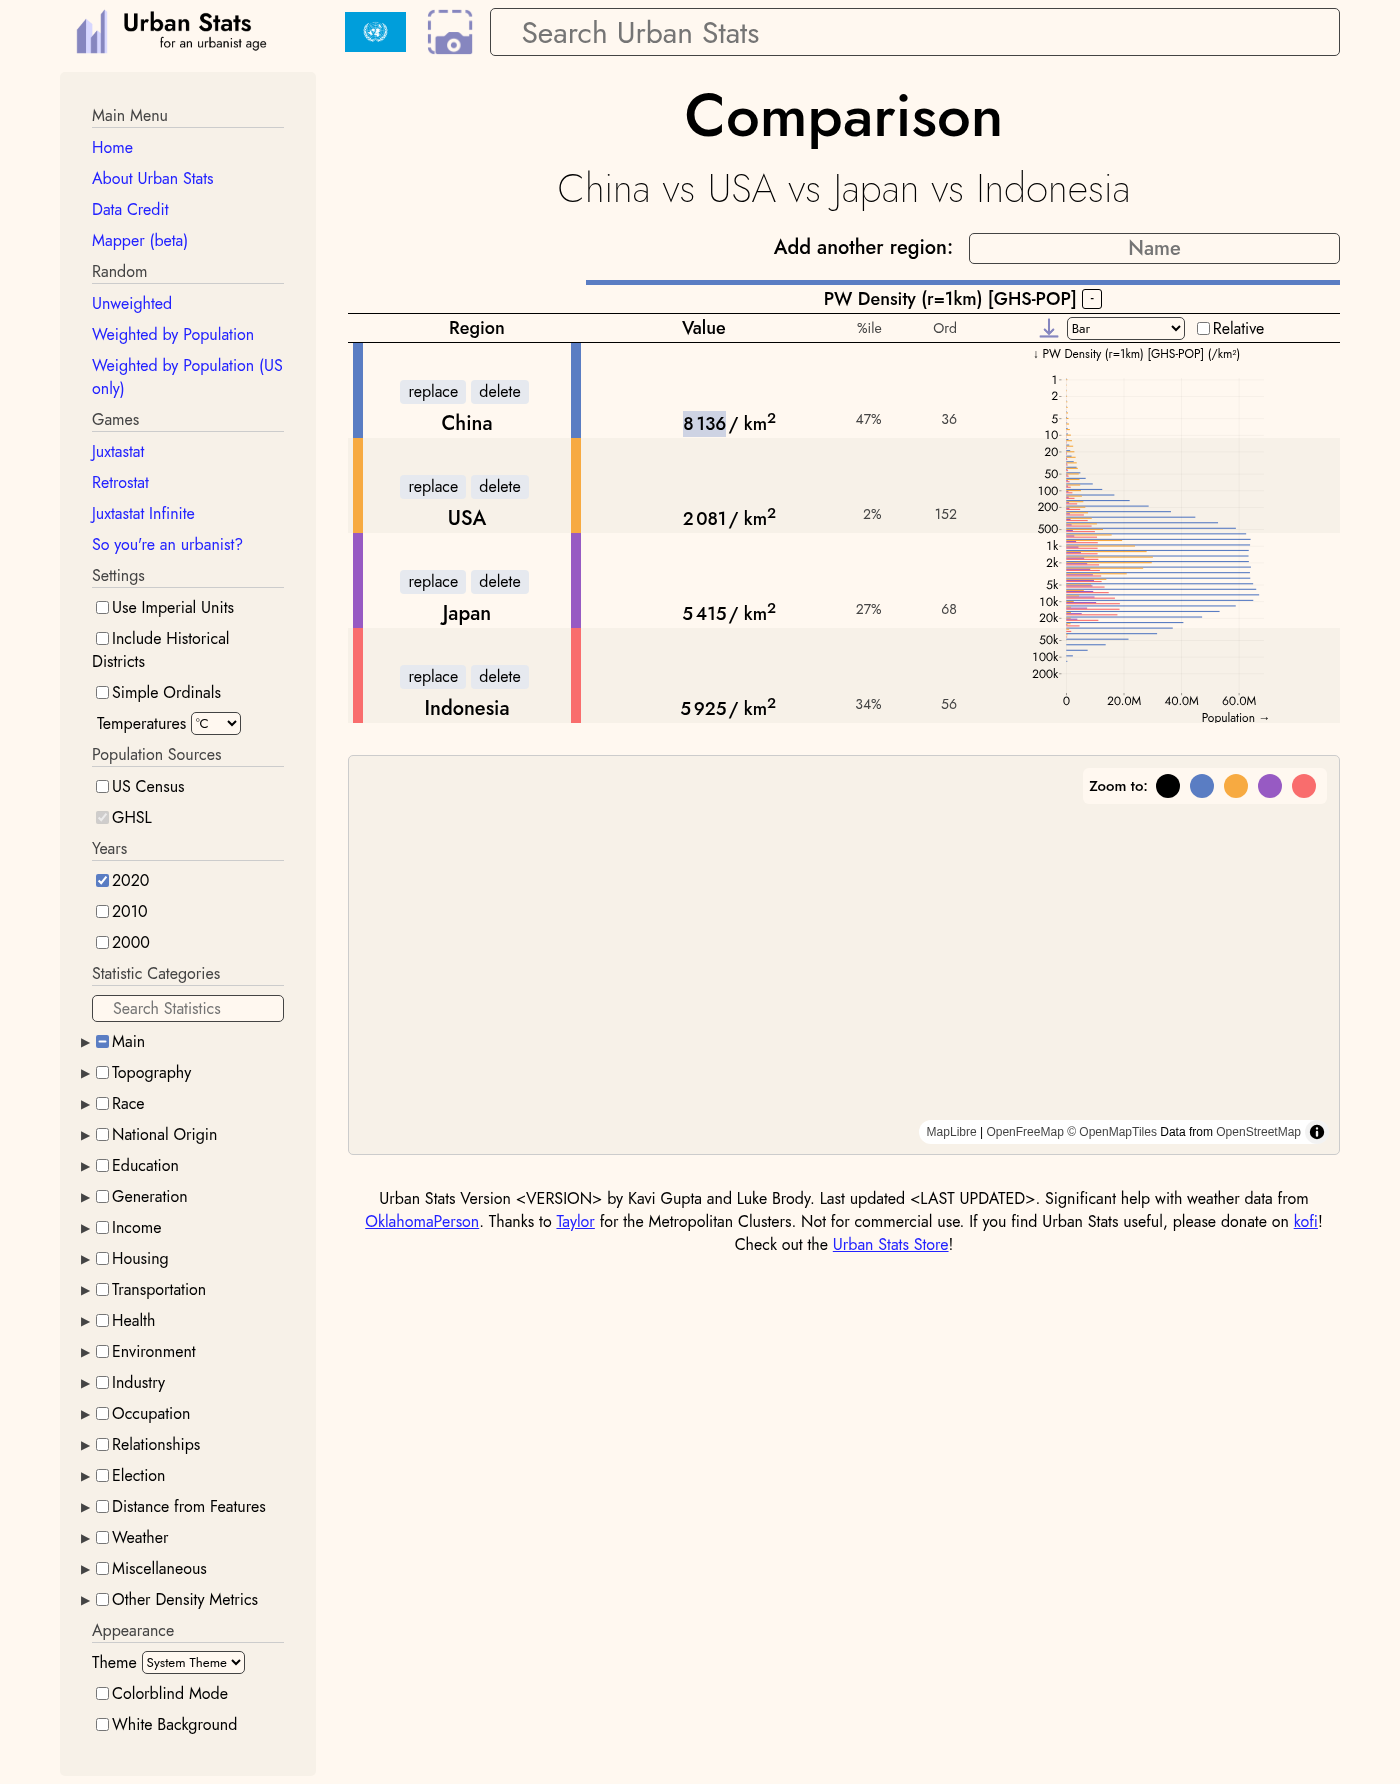 Urban Stats
for an urbanist age
Search Urban Stats
Main Menu
Home
About Urban Stats
Data Credit
Mapper (beta)
Random
Unweighted
Weighted by Population
Weighted by Population (US
only)
Games
Juxtastat
Retrostat
Juxtastat Infinite
So you're an urbanist?
Settings
Use Imperial Units
Include Historical
Districts
Simple Ordinals
Temperatures °C
Population Sources
US Census
GHSL
Years
2020
2010
2000
Statistic Categories
Search Statistics
▶ Main
▶ Topography
▶ Race
▶ National Origin
▶ Education
▶ Generation
▶ Income
▶ Housing
▶ Transportation
▶ Health
▶ Environment
▶ Industry
▶ Occupation
▶ Relationships
▶ Election
▶ Distance from Features
▶ Weather
▶ Miscellaneous
▶ Other Density Metrics
Appearance
Theme System Theme
Colorblind Mode
White Background
Comparison
China vs USA vs Japan vs Indonesia
Add another region: Name
PW Density (r=1km) [GHS-POP] -
Region Value %ile Ord Bar Relative
replace delete
China 8 136 / km² 47% 36
replace delete
USA 2 081 / km² 2% 152
replace delete
Japan 5 415 / km² 27% 68
replace delete
Indonesia 5 925 / km² 34% 56
↓ PW Density (r=1km) [GHS-POP] (/km²)
1
2
5
10
20
50
100
200
500
1k
2k
5k
10k
20k
50k
100k
200k
0 20.0M 40.0M 60.0M
Population →
Zoom to:
MapLibre | OpenFreeMap © OpenMapTiles Data from OpenStreetMap
Urban Stats Version <VERSION> by Kavi Gupta and Luke Brody. Last updated <LAST UPDATED>. Significant help with weather data from
OklahomaPerson. Thanks to Taylor for the Metropolitan Clusters. Not for commercial use. If you find Urban Stats useful, please donate on kofi!
Check out the Urban Stats Store!